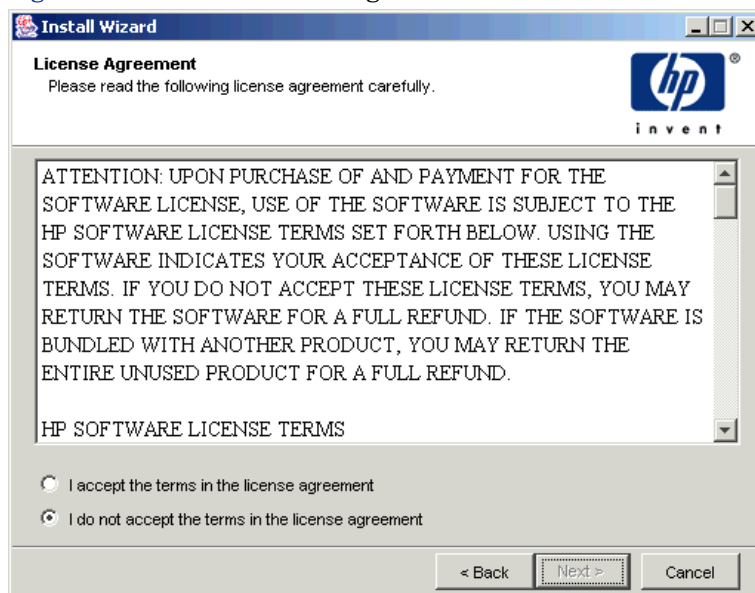 Install Wizard
License Agreement
Please read the following license agreement carefully.
hp
®
invent
ATTENTION: UPON PURCHASE OF AND PAYMENT FOR THE
SOFTWARE LICENSE, USE OF THE SOFTWARE IS SUBJECT TO THE
HP SOFTWARE LICENSE TERMS SET FORTH BELOW. USING THE
SOFTWARE INDICATES YOUR ACCEPTANCE OF THESE LICENSE
TERMS. IF YOU DO NOT ACCEPT THESE LICENSE TERMS, YOU MAY
RETURN THE SOFTWARE FOR A FULL REFUND. IF THE SOFTWARE IS
BUNDLED WITH ANOTHER PRODUCT, YOU MAY RETURN THE
ENTIRE UNUSED PRODUCT FOR A FULL REFUND.
HP SOFTWARE LICENSE TERMS
I accept the terms in the license agreement
I do not accept the terms in the license agreement
< Back
Next >
Cancel